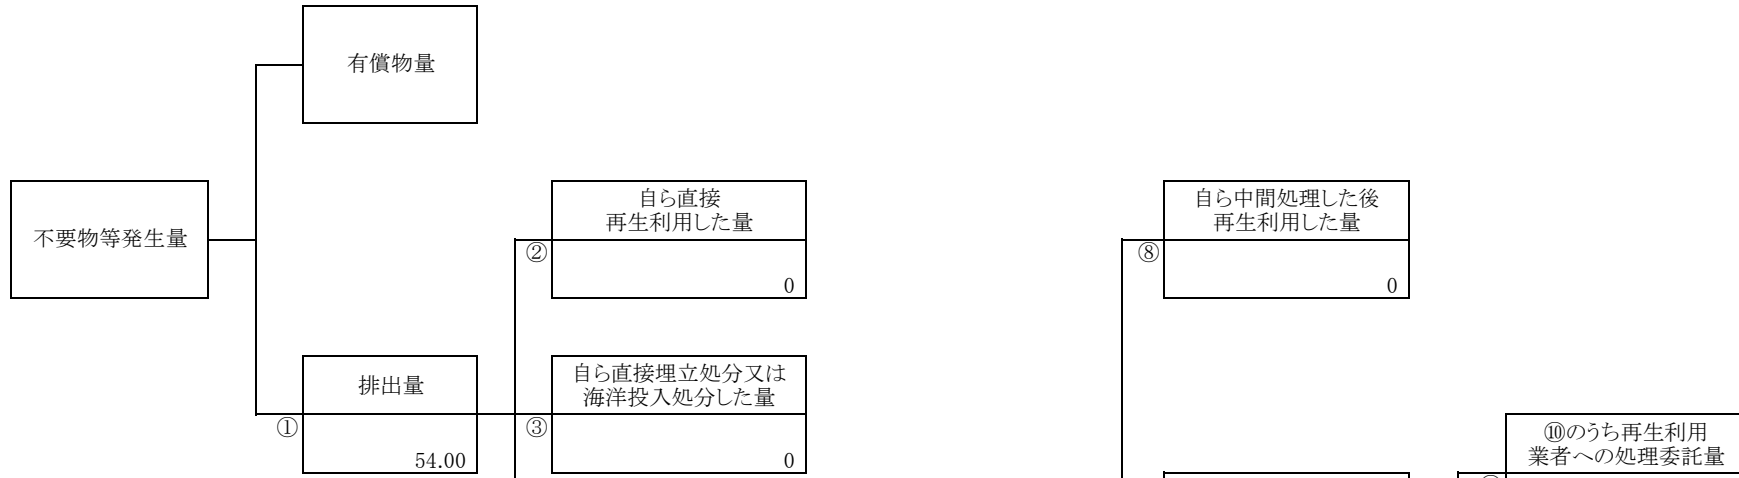 有償物量
不要物等発生量
自ら直接
再生利用した量
②
0
自ら中間処理した後
再生利用した量
⑧
0
排出量
①
54.00
自ら直接埋立処分又は
海洋投入処分した量
③
0
⑩のうち再生利用
業者への処理委託量